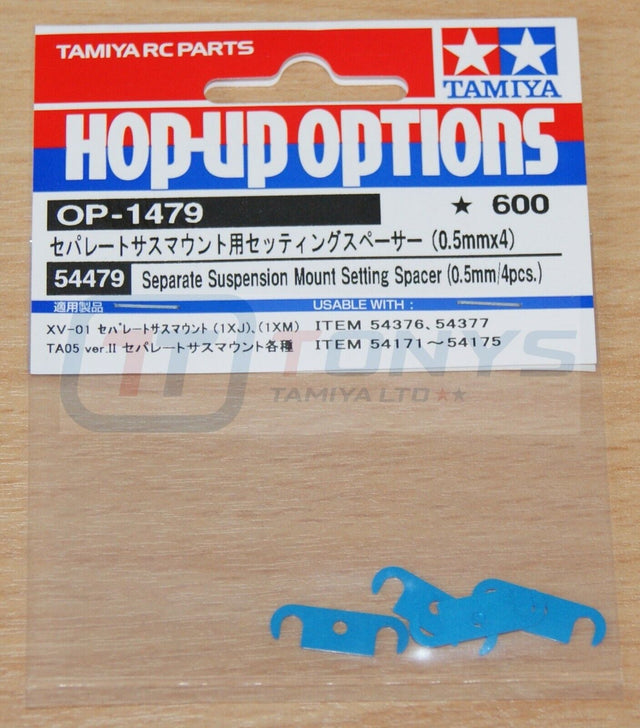 TAMIYA RC PARTS
TAMIYA
HOP-UP OPTIONS
OP-1479 ★ 600
セパレートサスマウント用セッティングスペーサー (0.5mmx4)
54479 Separate Suspension Mount Setting Spacer (0.5mm/4pcs.)
適用製品 USABLE WITH :
XV-01 セパレートサスマウント (1XJ)、(1XM) ITEM 54376、54377
TA05 ver.II セパレートサスマウント各種 ITEM 54171〜54175
TT TONYS
TAMIYA LTD ★★